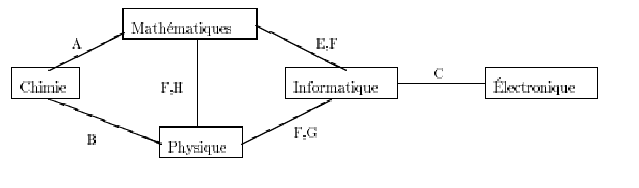 Mathématiques
A
E,F
C
Chimie
F,H
Informatique
Électronique
B
F,G
Physique